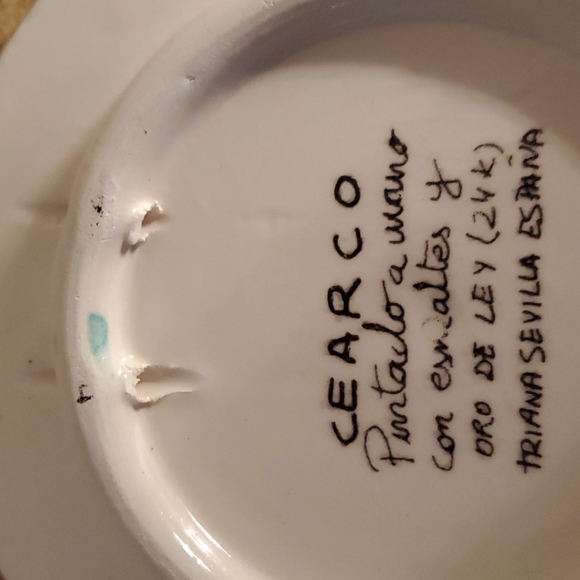 CEARCO
Pintado a mano
con esmaltes y
ORO DE LEY (24K)
TRIANA SEVILLA ESPAÑA